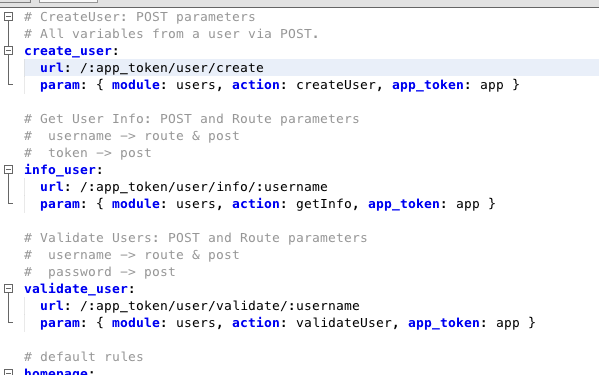 # CreateUser: POST parameters
# All variables from a user via POST.
create_user:
  url: /:app_token/user/create
  param: { module: users, action: createUser, app_token: app }

# Get User Info: POST and Route parameters
#  username -> route & post
#  token -> post
info_user:
  url: /:app_token/user/info/:username
  param: { module: users, action: getInfo, app_token: app }

# Validate Users: POST and Route parameters
#  username -> route & post
#  password -> post
validate_user:
  url: /:app_token/user/validate/:username
  param: { module: users, action: validateUser, app_token: app }

# default rules
homepage: